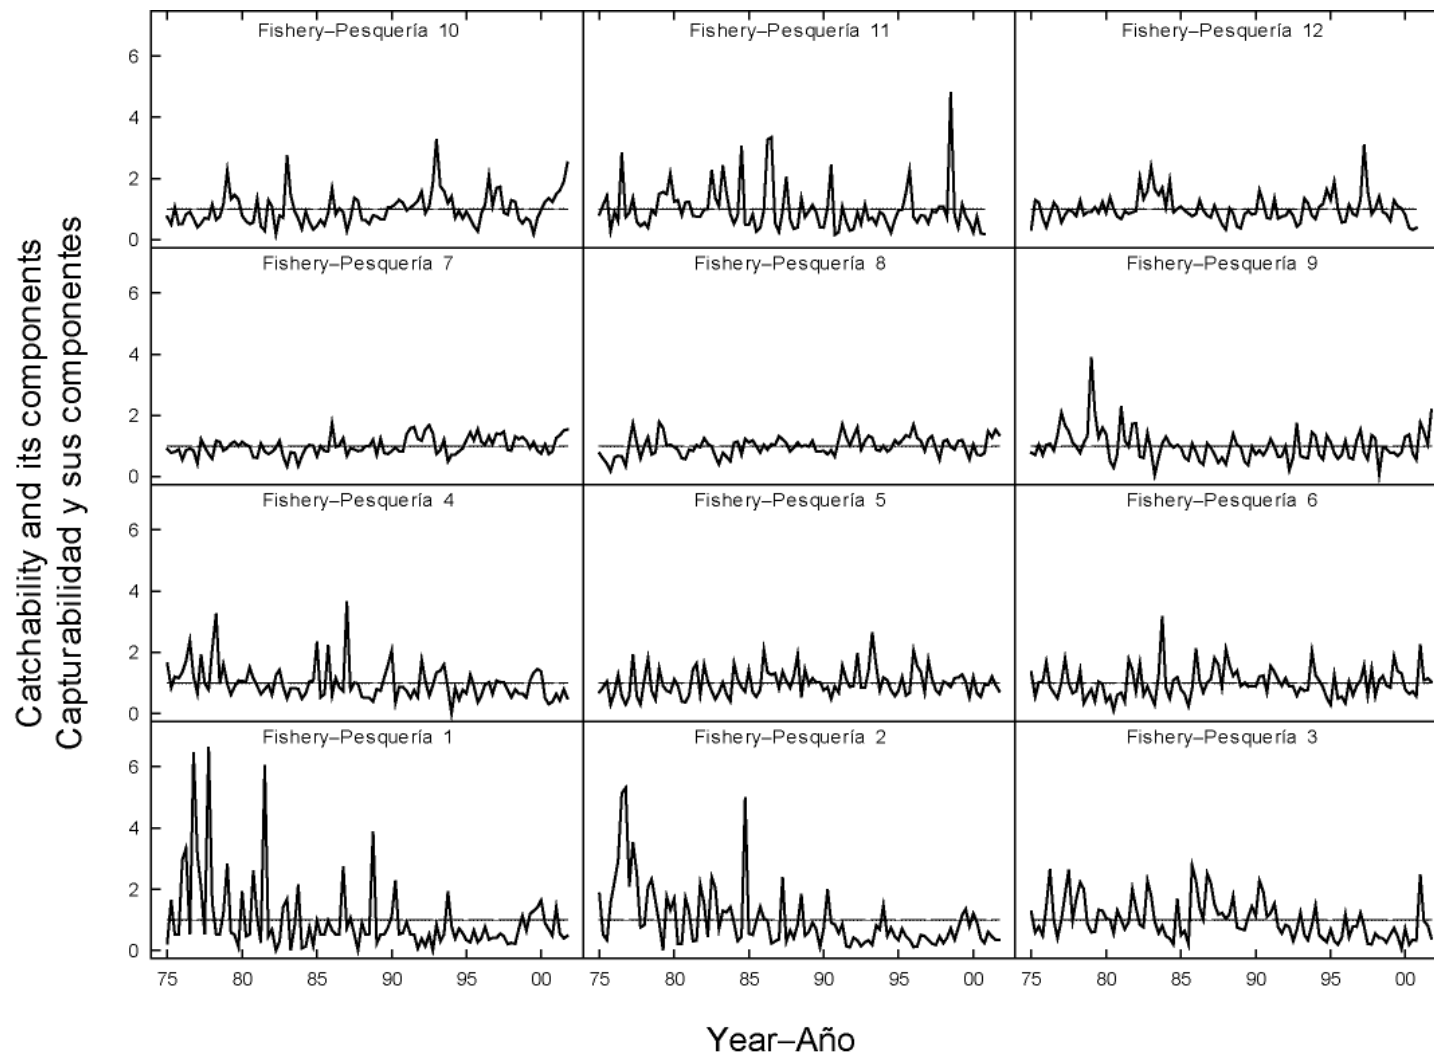 Catchability and its components
Capturabilidad y sus componentes
Fishery–Pesquería 10
Fishery–Pesquería 11
Fishery–Pesquería 12
6
4
2
0
Fishery–Pesquería 7
Fishery–Pesquería 8
Fishery–Pesquería 9
6
4
2
0
Fishery–Pesquería 4
Fishery–Pesquería 5
Fishery–Pesquería 6
6
4
2
0
Fishery–Pesquería 1
Fishery–Pesquería 2
Fishery–Pesquería 3
6
4
2
0
75 80 85 90 95 00 75 80 85 90 95 00 75 80 85 90 95 00
Year–Año